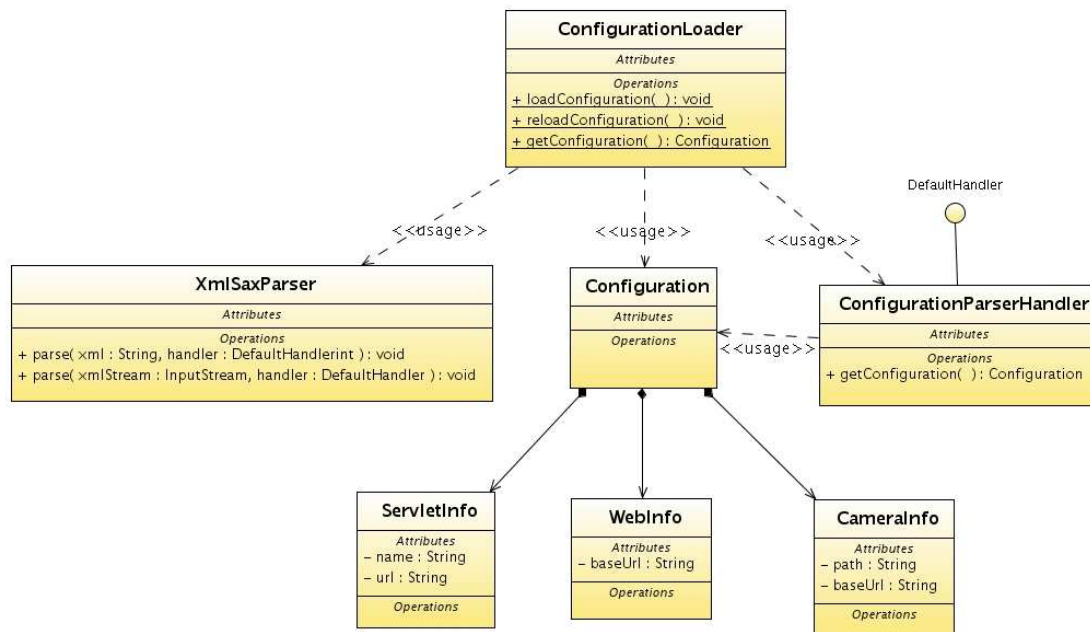 ConfigurationLoader
Attributes
Operations
+ loadConfiguration( ) : void
+ reloadConfiguration( ) : void
+ getConfiguration( ) : Configuration
DefaultHandler
<<usage>>
<<usage>>
<<usage>>
XmlSaxParser
Attributes
Operations
+ parse( xml : String, handler : DefaultHandlerint ) : void
+ parse( xmlStream : InputStream, handler : DefaultHandler ) : void
Configuration
Attributes
Operations
<<usage>>
ConfigurationParserHandler
Attributes
Operations
+ getConfiguration( ) : Configuration
ServletInfo
Attributes
– name : String
– url : String
Operations
WebInfo
Attributes
– baseUrl : String
Operations
CameraInfo
Attributes
– path : String
– baseUrl : String
Operations